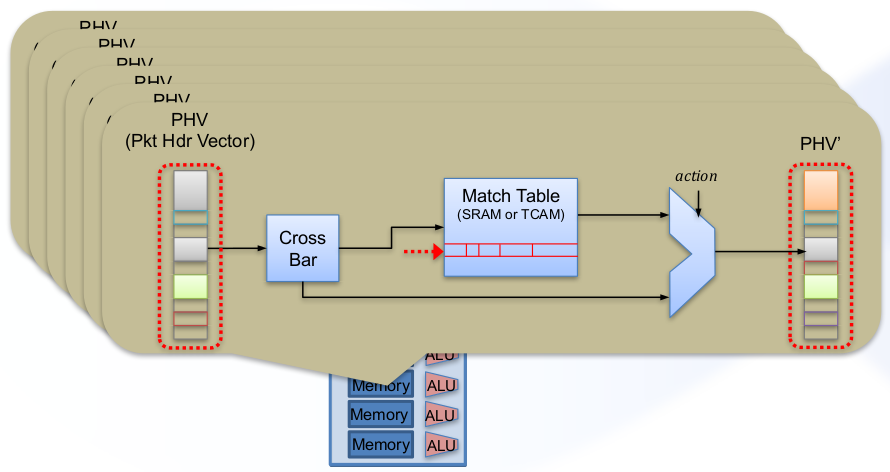 PHV
PHV
PHV
PHV
PHV
PHV
(Pkt Hdr Vector)
PHV’
action
Match Table
(SRAM or TCAM)
Cross
Bar
ALU
Memory
ALU
Memory
ALU
Memory
ALU